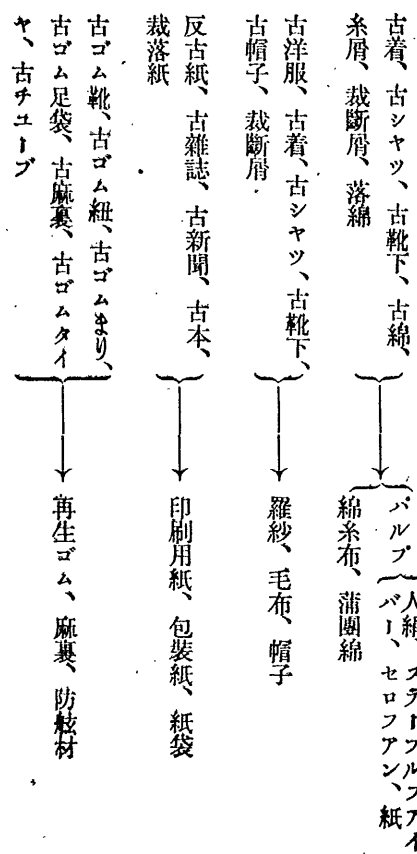 古着、古シャツ、古靴下、古綿、
糸屑、裁斷屑、落綿
パルプ
人絹、ステープルファイ
バー、セロフアン、紙
綿糸布、蒲團綿
古洋服、古着、古シャツ、古靴下、
古帽子、裁斷屑
羅紗、毛布、帽子
反古紙、古雜誌、古新聞、古本、
裁落紙
印刷用紙、包裝紙、紙袋
古ゴム靴、古ゴム紐、古ゴムまり、
古ゴム足袋、古麻裏、古ゴムタイ
ヤ、古チューブ
再生ゴム、麻裏、防舷材